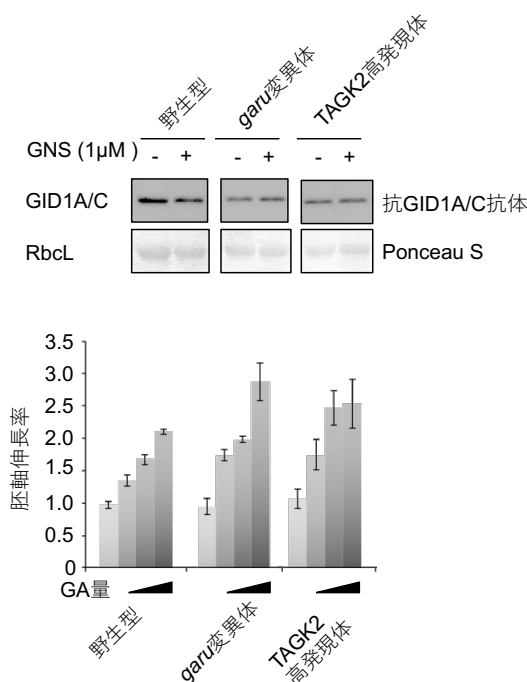 野生型 garu変異体 TAGK2高発現体
GNS (1μM ) - + - + - +
GID1A/C 抗GID1A/C抗体
RbcL Ponceau S
胚軸伸長率
3.5
3.0
2.5
2.0
1.5
1.0
0.5
0
GA量
野生型 garu変異体 TAGK2
高発現体